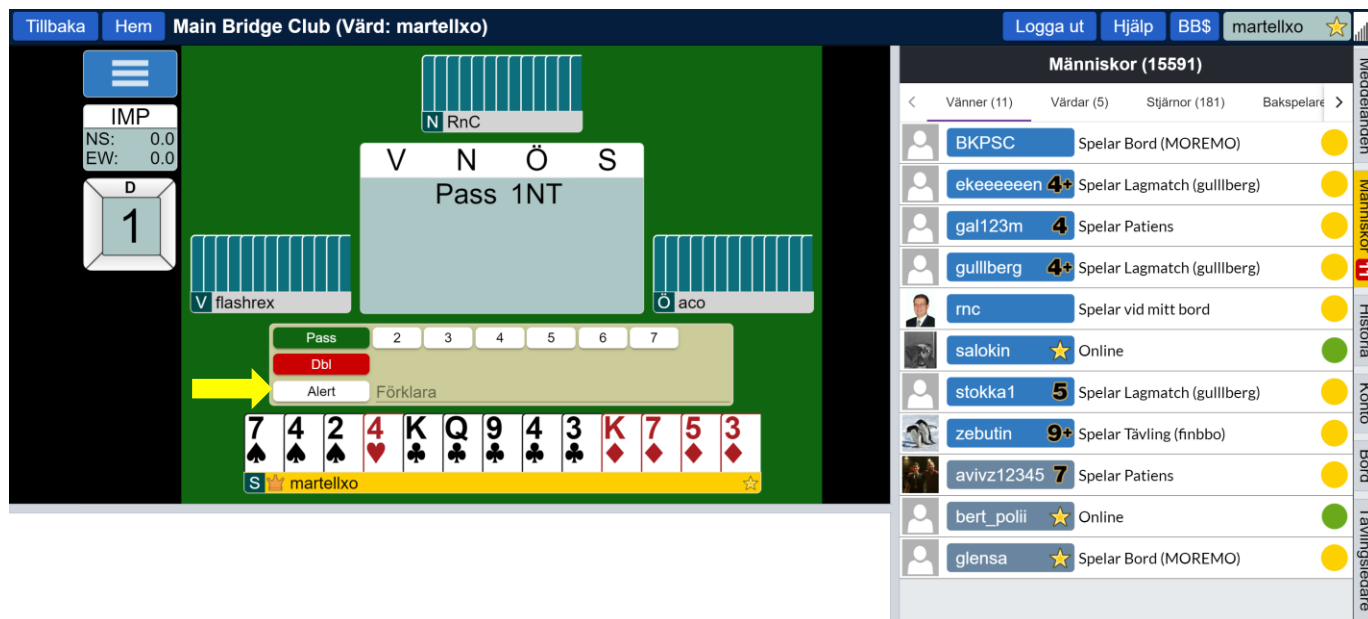 Tillbaka Hem Main Bridge Club (Värd: martellxo) Logga ut Hjälp BB$ martellxo
IMP
NS: 0.0
EW: 0.0
D
1
N RnC
V N Ö S
Pass 1NT
V flashrex
Ö aco
Pass 2 3 4 5 6 7
Dbl
Alert Förklara
7 4 2 4 K Q 9 4 3 K 7 5 3
S martellxo
Människor (15591)
Vänner (11) Värdar (5) Stjärnor (181) Bakspelare
BKPSC Spelar Bord (MOREMO)
ekeeeeeen 4+ Spelar Lagmatch (gulllberg)
gal123m 4 Spelar Patiens
gulllberg 4+ Spelar Lagmatch (gulllberg)
rnc Spelar vid mitt bord
salokin Online
stokka1 5 Spelar Lagmatch (gulllberg)
zebutin 9+ Spelar Tävling (finbbo)
avivz12345 7 Spelar Patiens
bert_polii Online
glensa Spelar Bord (MOREMO)
Meddelanden
Människor
Historia
Konto
Bord
Tävlingsledare